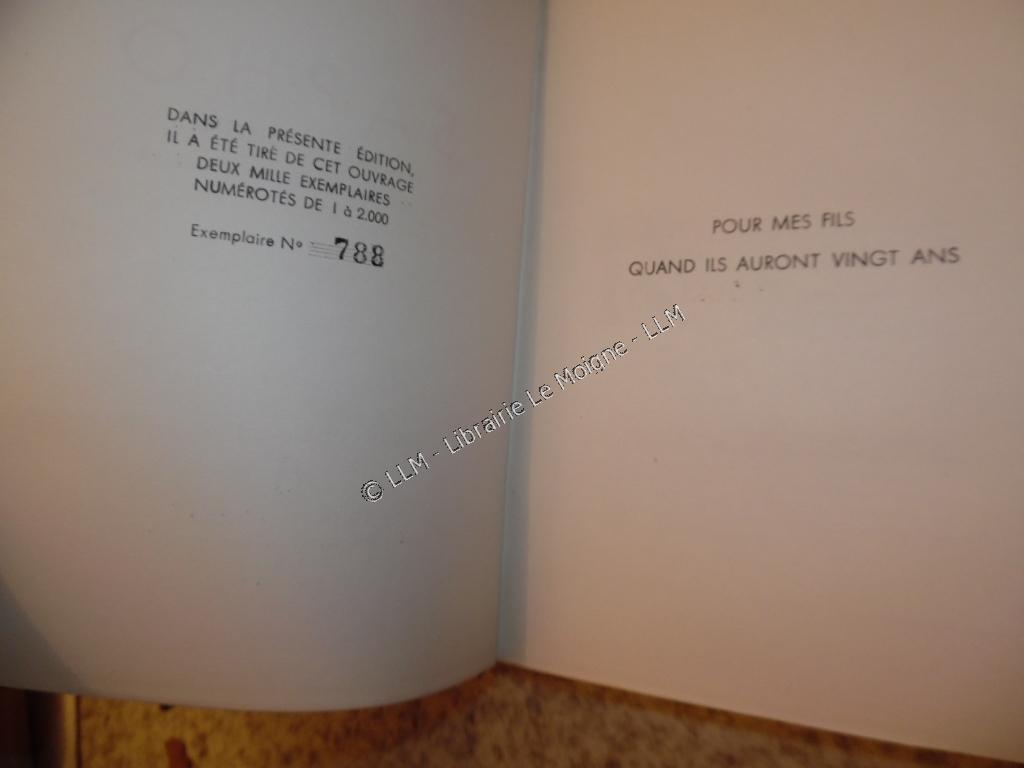 DANS LA PRÉSENTE ÉDITION,
IL A ÉTÉ TIRÉ DE CET OUVRAGE
DEUX MILLE EXEMPLAIRES
NUMÉROTÉS DE I à 2.000
Exemplaire Nº 788
POUR MES FILS
QUAND ILS AURONT VINGT ANS
© LLM - Librairie Le Moigne - LLM